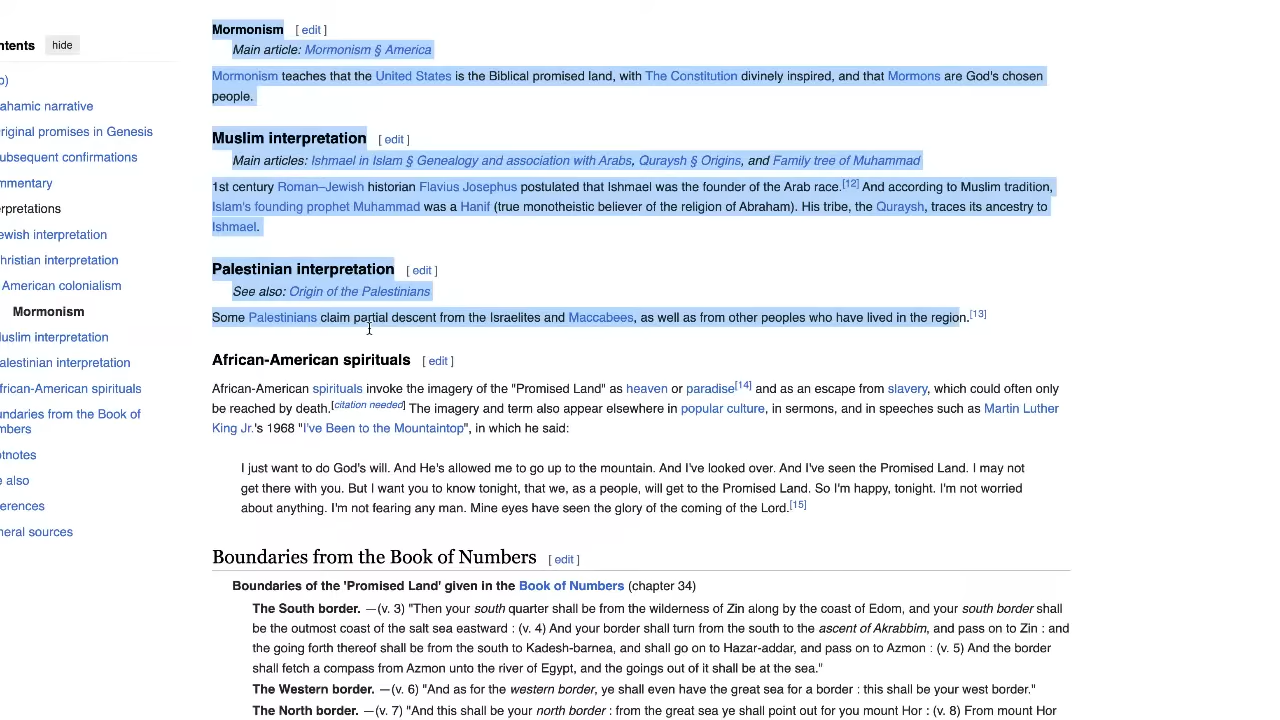 ntents hide
o)
ahamic narrative
riginal promises in Genesis
ubsequent confirmations
mmentary
erpretations
ewish interpretation
hristian interpretation
American colonialism
Mormonism
uslim interpretation
alestinian interpretation
frican-American spirituals
undaries from the Book of
mbers
otnotes
e also
erences
neral sources
Mormonism [ edit ]
Main article: Mormonism § America
Mormonism teaches that the United States is the Biblical promised land, with The Constitution divinely inspired, and that Mormons are God's chosen
people.
Muslim interpretation [ edit ]
Main articles: Ishmael in Islam § Genealogy and association with Arabs, Quraysh § Origins, and Family tree of Muhammad
1st century Roman–Jewish historian Flavius Josephus postulated that Ishmael was the founder of the Arab race.[12] And according to Muslim tradition,
Islam's founding prophet Muhammad was a Hanif (true monotheistic believer of the religion of Abraham). His tribe, the Quraysh, traces its ancestry to
Ishmael.
Palestinian interpretation [ edit ]
See also: Origin of the Palestinians
Some Palestinians claim partial descent from the Israelites and Maccabees, as well as from other peoples who have lived in the region.[13]
African-American spirituals [ edit ]
African-American spirituals invoke the imagery of the "Promised Land" as heaven or paradise[14] and as an escape from slavery, which could often only
be reached by death.[citation needed] The imagery and term also appear elsewhere in popular culture, in sermons, and in speeches such as Martin Luther
King Jr.'s 1968 "I've Been to the Mountaintop", in which he said:
I just want to do God's will. And He's allowed me to go up to the mountain. And I've looked over. And I've seen the Promised Land. I may not
get there with you. But I want you to know tonight, that we, as a people, will get to the Promised Land. So I'm happy, tonight. I'm not worried
about anything. I'm not fearing any man. Mine eyes have seen the glory of the coming of the Lord.[15]
Boundaries from the Book of Numbers [ edit ]
Boundaries of the 'Promised Land' given in the Book of Numbers (chapter 34)
The South border. —(v. 3) "Then your south quarter shall be from the wilderness of Zin along by the coast of Edom, and your south border shall
be the outmost coast of the salt sea eastward : (v. 4) And your border shall turn from the south to the ascent of Akrabbim, and pass on to Zin : and
the going forth thereof shall be from the south to Kadesh-barnea, and shall go on to Hazar-addar, and pass on to Azmon : (v. 5) And the border
shall fetch a compass from Azmon unto the river of Egypt, and the goings out of it shall be at the sea."
The Western border. —(v. 6) "And as for the western border, ye shall even have the great sea for a border : this shall be your west border."
The North border. —(v. 7) "And this shall be your north border : from the great sea ye shall point out for you mount Hor : (v. 8) From mount Hor